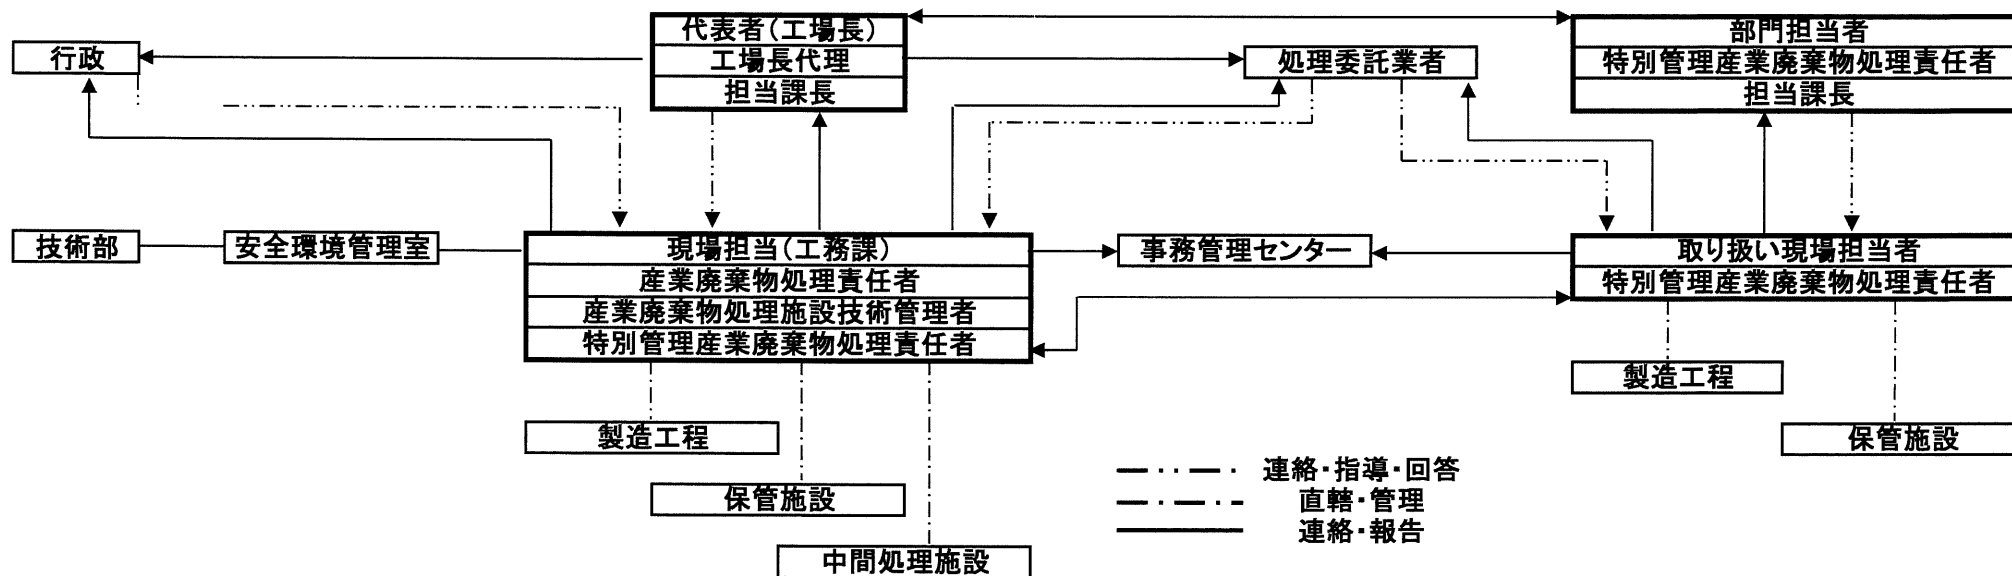 代表者(工場長)
工場長代理
担当課長
行政
処理委託業者
部門担当者
特別管理産業廃棄物処理責任者
担当課長
技術部
安全環境管理室
現場担当(工務課)
産業廃棄物処理責任者
産業廃棄物処理施設技術管理者
特別管理産業廃棄物処理責任者
事務管理センター
取り扱い現場担当者
特別管理産業廃棄物処理責任者
製造工程
保管施設
中間処理施設
製造工程
保管施設
連絡・指導・回答
直轄・管理
連絡・報告